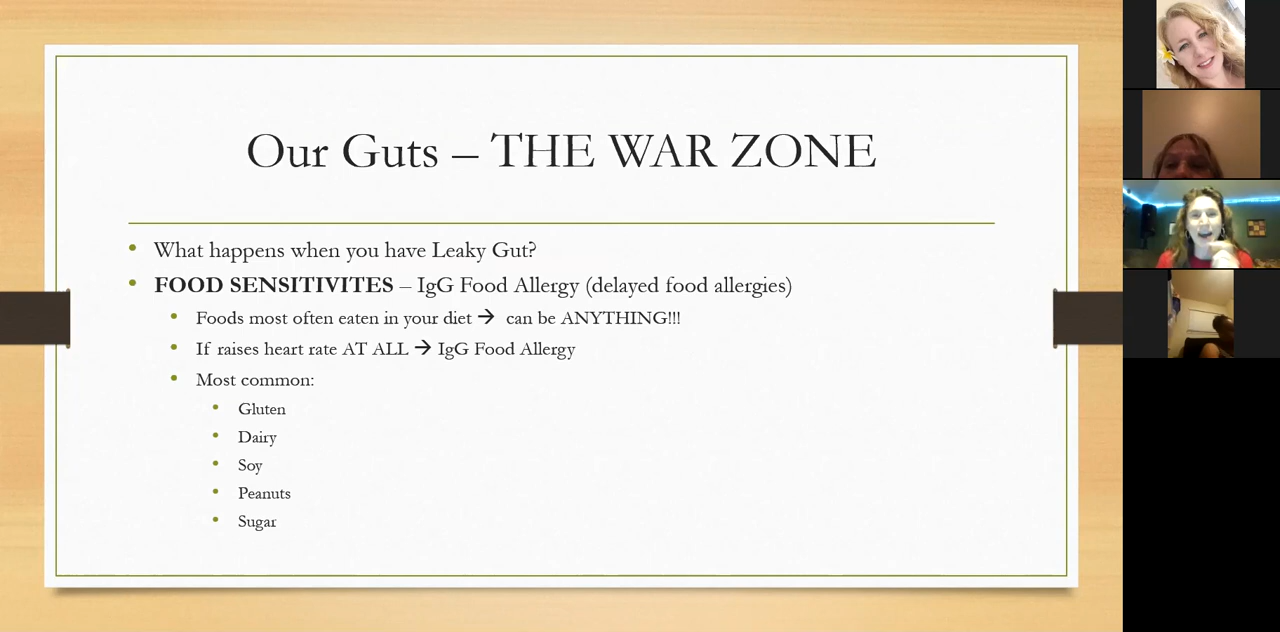 Our Guts – THE WAR ZONE
• What happens when you have Leaky Gut?
• FOOD SENSITIVITES – IgG Food Allergy (delayed food allergies)
• Foods most often eaten in your diet → can be ANYTHING!!!
• If raises heart rate AT ALL → IgG Food Allergy
• Most common:
• Gluten
• Dairy
• Soy
• Peanuts
• Sugar